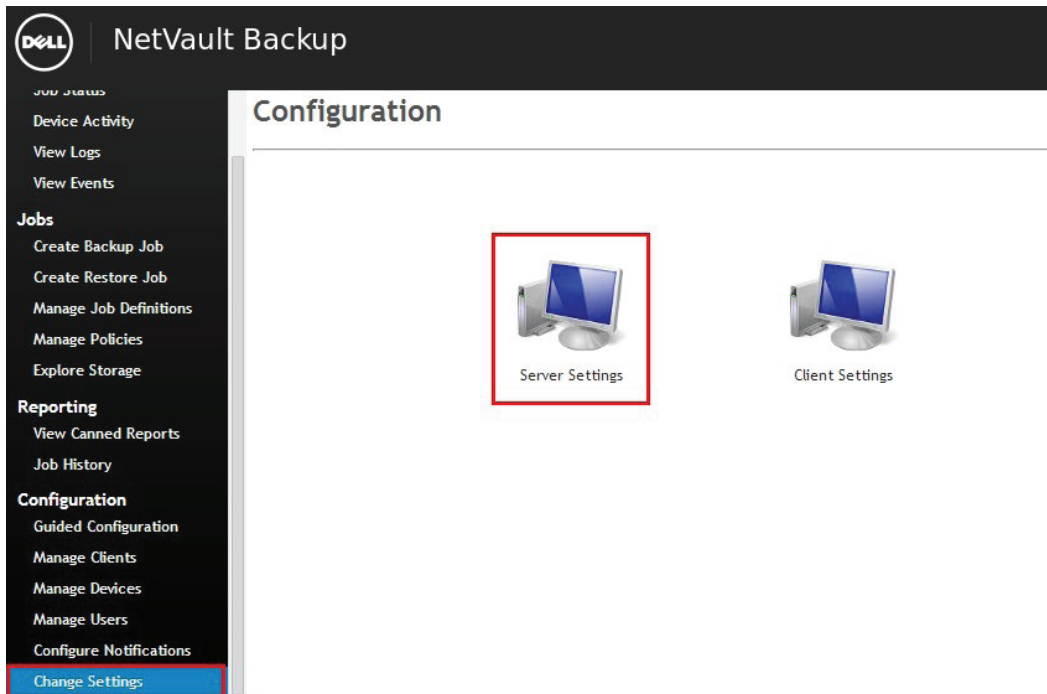 DELL
NetVault Backup
Job Status
Device Activity
View Logs
View Events
Jobs
Create Backup Job
Create Restore Job
Manage Job Definitions
Manage Policies
Explore Storage
Reporting
View Canned Reports
Job History
Configuration
Guided Configuration
Manage Clients
Manage Devices
Manage Users
Configure Notifications
Change Settings
Configuration
Server Settings
Client Settings